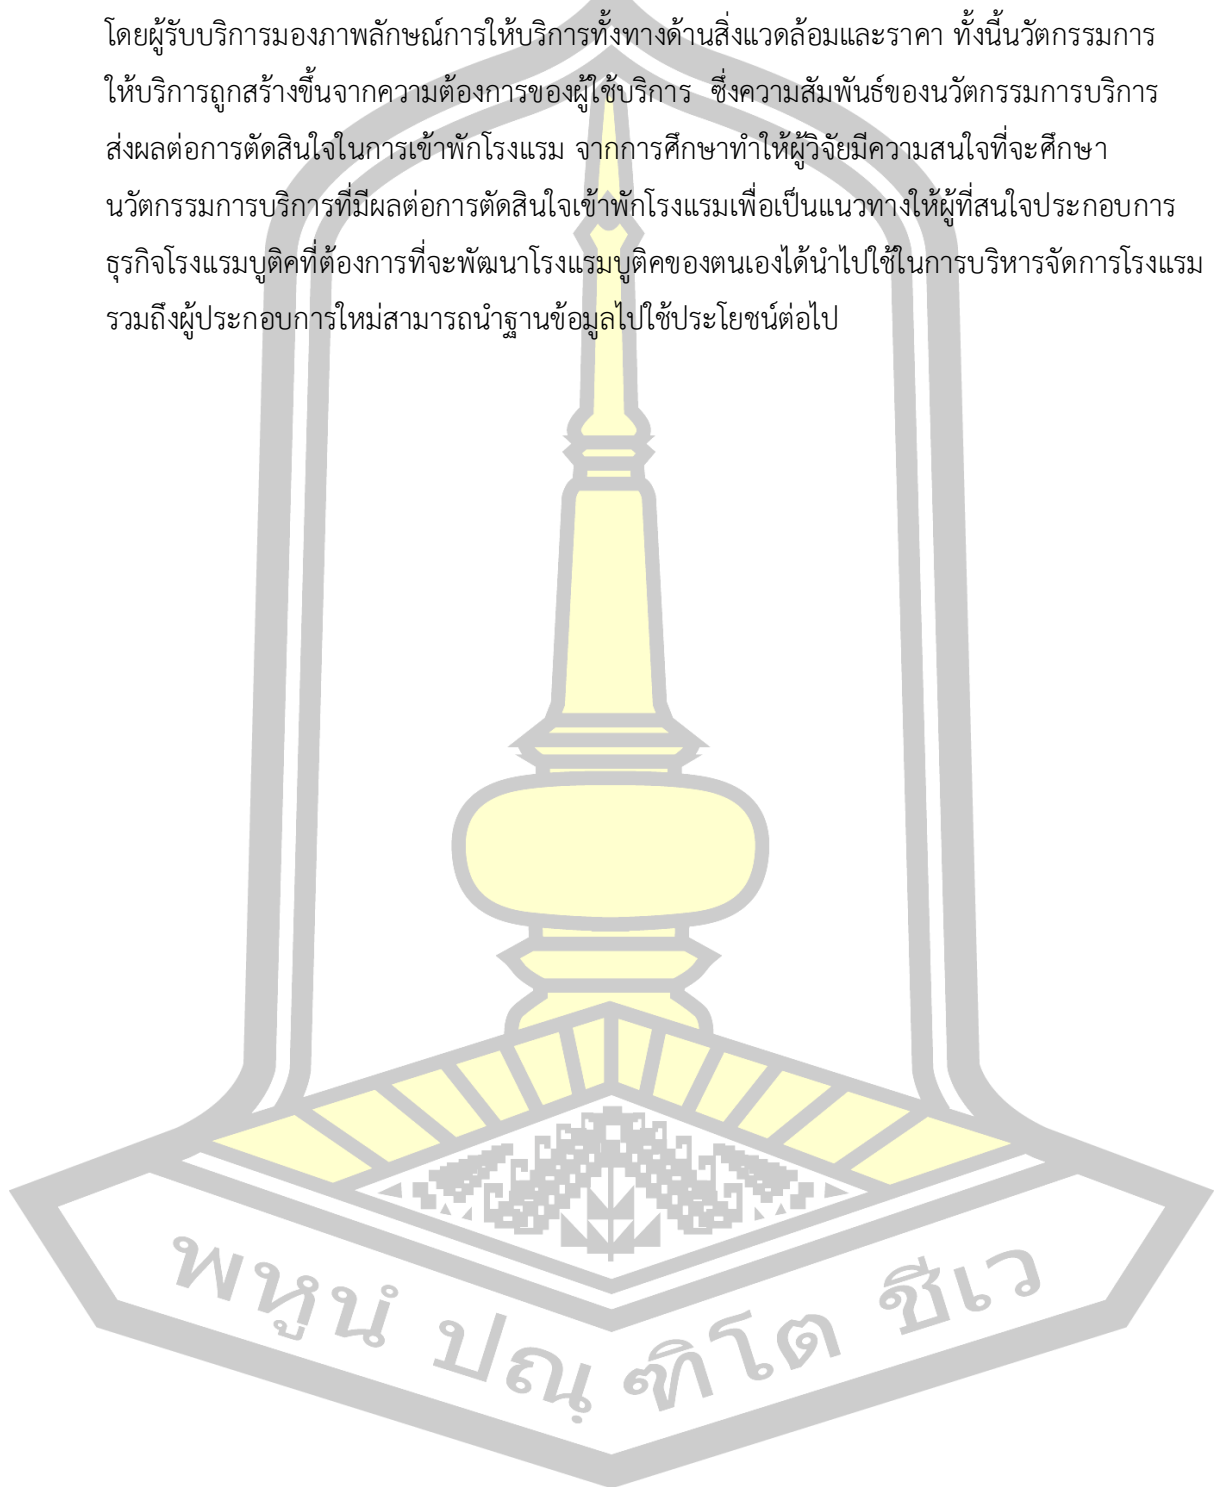 โดยผู้รับบริการมองภาพลักษณ์การให้บริการทั้งทางด้านสิ่งแวดล้อมและราคา ทั้งนี้นวัตกรรมการ
ให้บริการถูกสร้างขึ้นจากความต้องการของผู้ใช้บริการ ซึ่งความสัมพันธ์ของนวัตกรรมการบริการ
ส่งผลต่อการตัดสินใจในการเข้าพักโรงแรม จากการศึกษาทำให้ผู้วิจัยมีความสนใจที่จะศึกษา
นวัตกรรมการบริการที่มีผลต่อการตัดสินใจเข้าพักโรงแรมเพื่อเป็นแนวทางให้ผู้ที่สนใจประกอบการ
ธุรกิจโรงแรมบูติคที่ต้องการที่จะพัฒนาโรงแรมบูติคของตนเองได้นำไปใช้ในการบริหารจัดการโรงแรม
รวมถึงผู้ประกอบการใหม่สามารถนำฐานข้อมูลไปใช้ประโยชน์ต่อไป
พหูนํ ปณฺ ฑิโต ชีเว